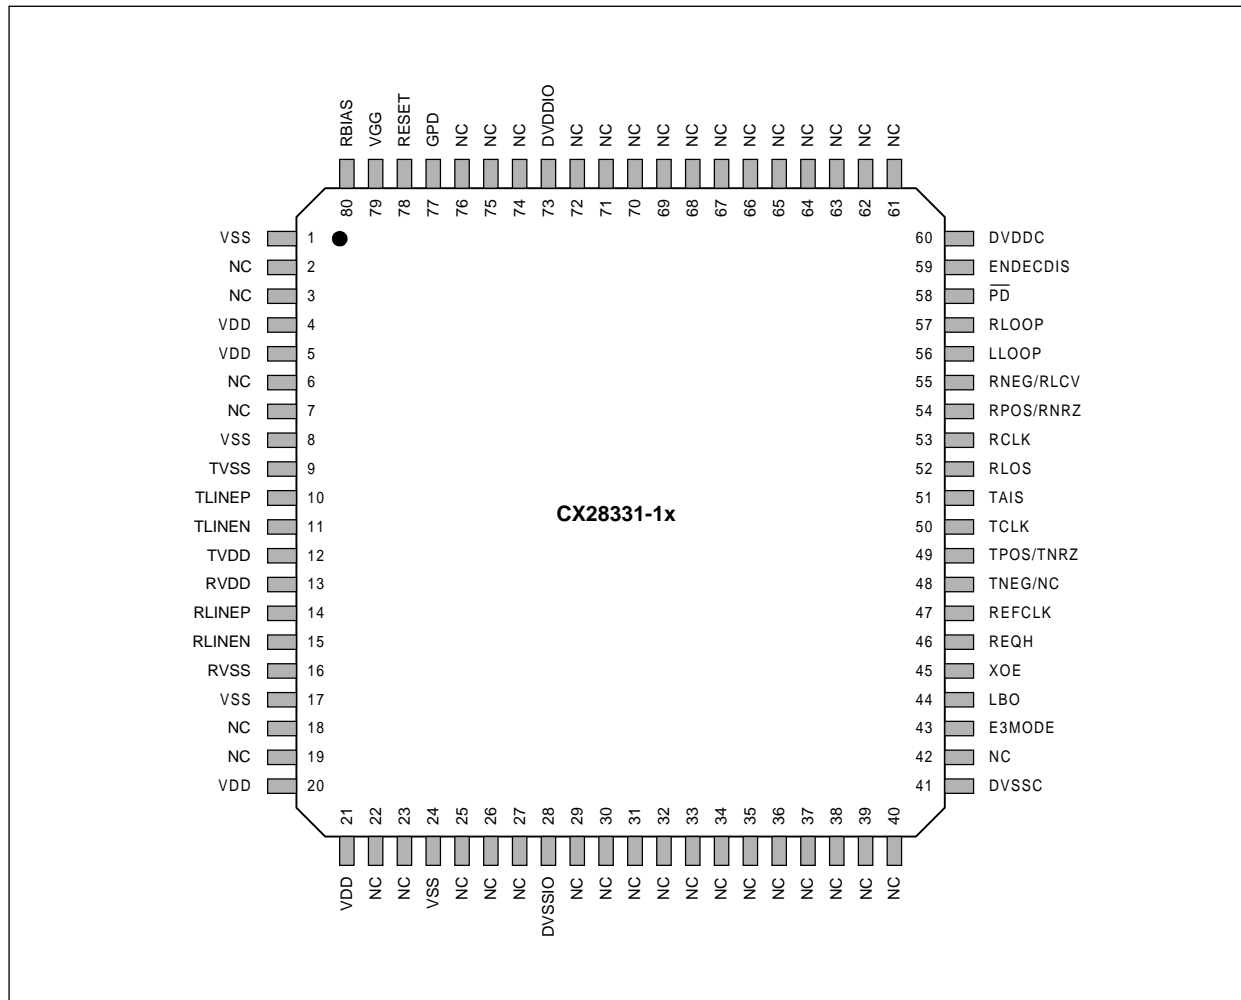 RBIAS VGG RESET GPD NC NC NC DVDDIO NC NC NC NC NC NC NC NC NC NC NC NC
80 79 78 77 76 75 74 73 72 71 70 69 68 67 66 65 64 63 62 61
VSS 1 60 DVDDC
NC 2 59 ENDECDIS
NC 3 58 P̅D̅
VDD 4 57 RLOOP
VDD 5 56 LLOOP
NC 6 55 RNEG/RLCV
NC 7 54 RPOS/RNRZ
VSS 8 53 RCLK
TVSS 9 52 RLOS
TLINEP 10 51 TAIS
CX28331-1x
TLINEN 11 50 TCLK
TVDD 12 49 TPOS/TNRZ
RVDD 13 48 TNEG/NC
RLINEP 14 47 REFCLK
RLINEN 15 46 REQH
RVSS 16 45 XOE
VSS 17 44 LBO
NC 18 43 E3MODE
NC 19 42 NC
VDD 20 41 DVSSC
21 22 23 24 25 26 27 28 29 30 31 32 33 34 35 36 37 38 39 40
VDD NC NC VSS NC NC NC DVSSIO NC NC NC NC NC NC NC NC NC NC NC NC